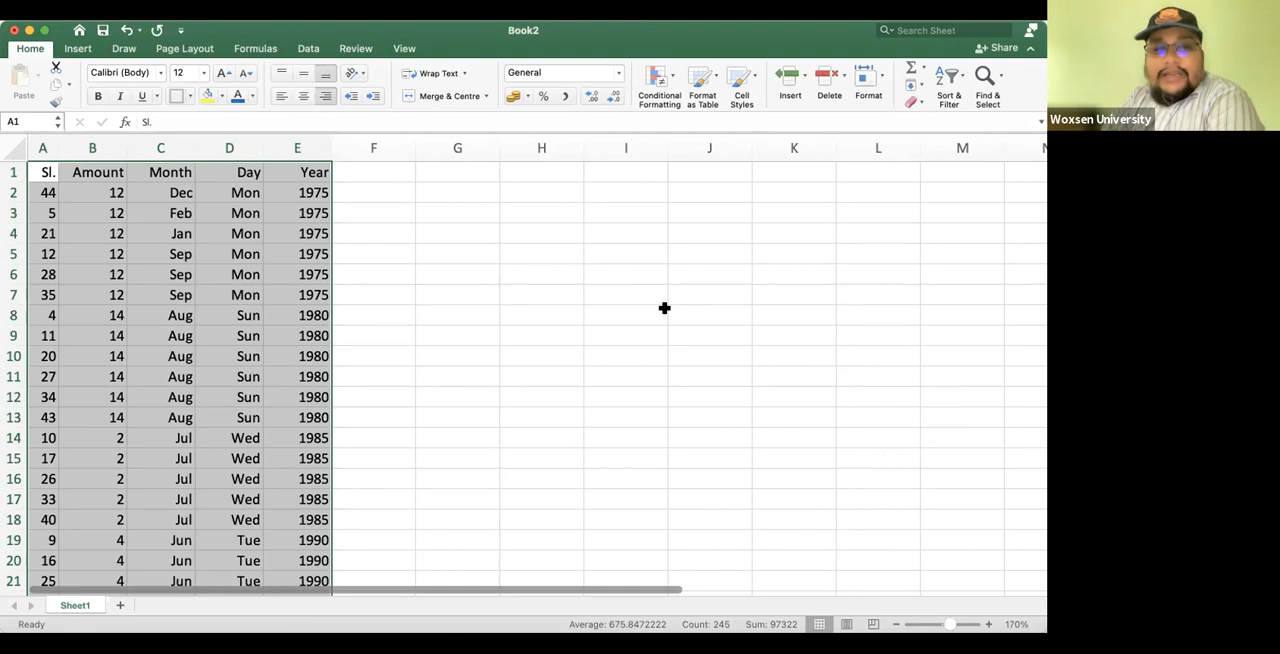 Book2
Search Sheet
Home Insert Draw Page Layout Formulas Data Review View
Share
Paste
Calibri (Body) 12
Wrap Text
General
B I U A
Merge & Centre
Conditional Formatting
Format as Table
Cell Styles
Insert
Delete
Format
Sort & Filter
Find & Select
A1 fx Sl.
Woxsen University
A B C D E F G H I J K L M N
1 Sl. Amount Month Day Year
2 44 12 Dec Mon 1975
3 5 12 Feb Mon 1975
4 21 12 Jan Mon 1975
5 12 12 Sep Mon 1975
6 28 12 Sep Mon 1975
7 35 12 Sep Mon 1975
8 4 14 Aug Sun 1980
9 11 14 Aug Sun 1980
10 20 14 Aug Sun 1980
11 27 14 Aug Sun 1980
12 34 14 Aug Sun 1980
13 43 14 Aug Sun 1980
14 10 2 Jul Wed 1985
15 17 2 Jul Wed 1985
16 26 2 Jul Wed 1985
17 33 2 Jul Wed 1985
18 40 2 Jul Wed 1985
19 9 4 Jun Tue 1990
20 16 4 Jun Tue 1990
21 25 4 Jun Tue 1990
Sheet1
Ready Average: 675.8472222 Count: 245 Sum: 97322 170%